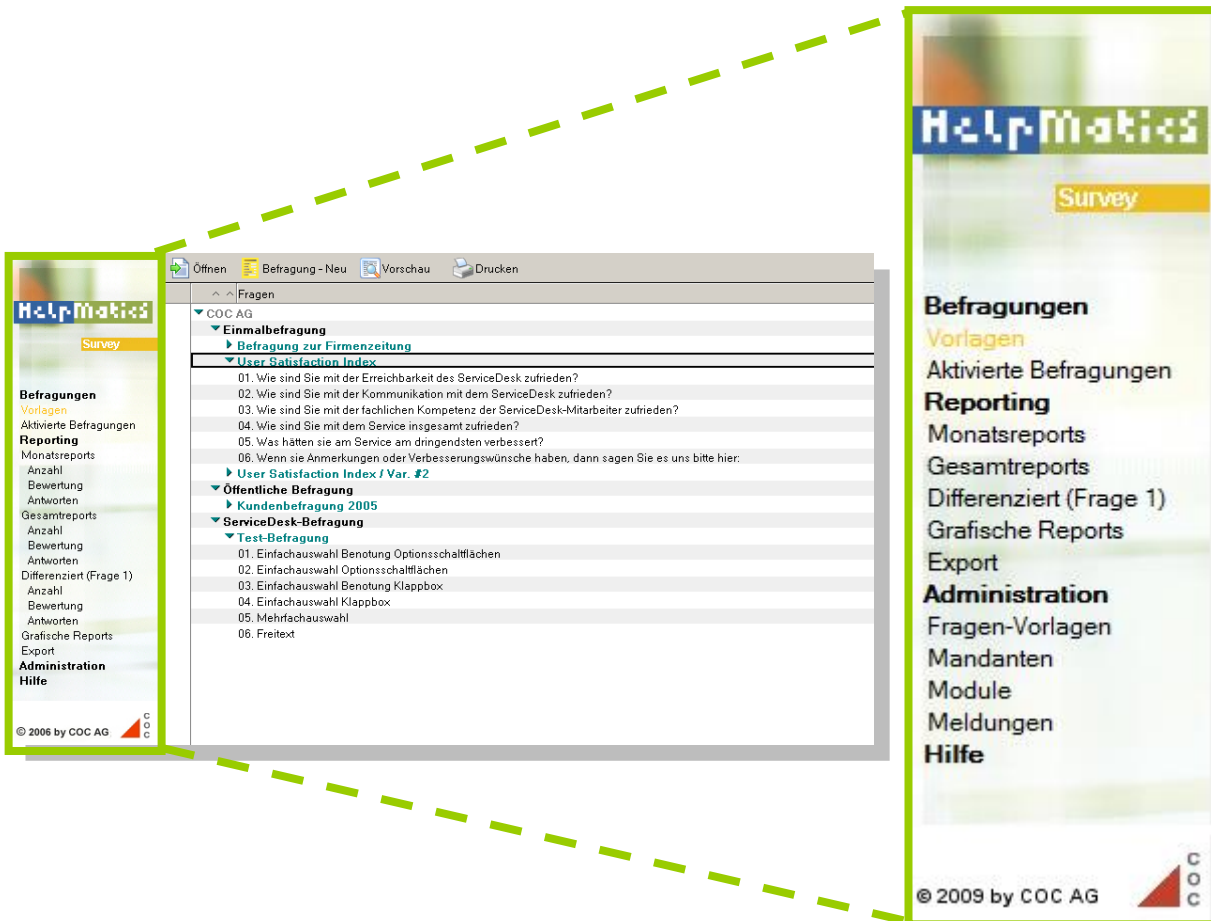 HelpMatics
Survey
Befragungen
Vorlagen
Aktivierte Befragungen
Reporting
Monatsreports
Anzahl
Bewertung
Antworten
Gesamtreports
Anzahl
Bewertung
Antworten
Differenziert (Frage 1)
Anzahl
Bewertung
Antworten
Grafische Reports
Export
Administration
Hilfe
© 2006 by COC AG
COC
Öffnen Befragung - Neu Vorschau Drucken
Fragen
COC AG
Einmalbefragung
Befragung zur Firmenzeitung
User Satisfaction Index
01. Wie sind Sie mit der Erreichbarkeit des ServiceDesk zufrieden?
02. Wie sind Sie mit der Kommunikation mit dem ServiceDesk zufrieden?
03. Wie sind Sie mit der fachlichen Kompetenz der ServiceDesk-Mitarbeiter zufrieden?
04. Wie sind Sie mit dem Service insgesamt zufrieden?
05. Was hätten sie am Service am dringendsten verbessert?
06. Wenn sie Anmerkungen oder Verbesserungswünsche haben, dann sagen Sie es uns bitte hier:
User Satisfaction Index / Var. #2
Öffentliche Befragung
Kundenbefragung 2005
ServiceDesk-Befragung
Test-Befragung
01. Einfachauswahl Benotung Optionsschaltflächen
02. Einfachauswahl Optionsschaltflächen
03. Einfachauswahl Benotung Klappbox
04. Einfachauswahl Klappbox
05. Mehrfachauswahl
06. Freitext
HelpMatics
Survey
Befragungen
Vorlagen
Aktivierte Befragungen
Reporting
Monatsreports
Gesamtreports
Differenziert (Frage 1)
Grafische Reports
Export
Administration
Fragen-Vorlagen
Mandanten
Module
Meldungen
Hilfe
© 2009 by COC AG
COC